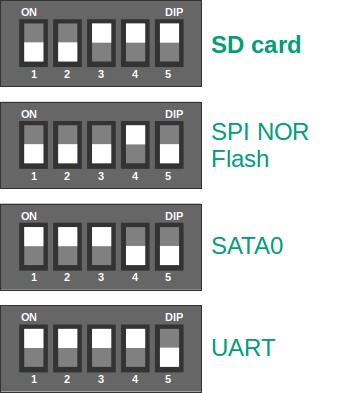 ON DIP
1 2 3 4 5
SD card
ON DIP
1 2 3 4 5
SPI NOR
Flash
ON DIP
1 2 3 4 5
SATA0
ON DIP
1 2 3 4 5
UART